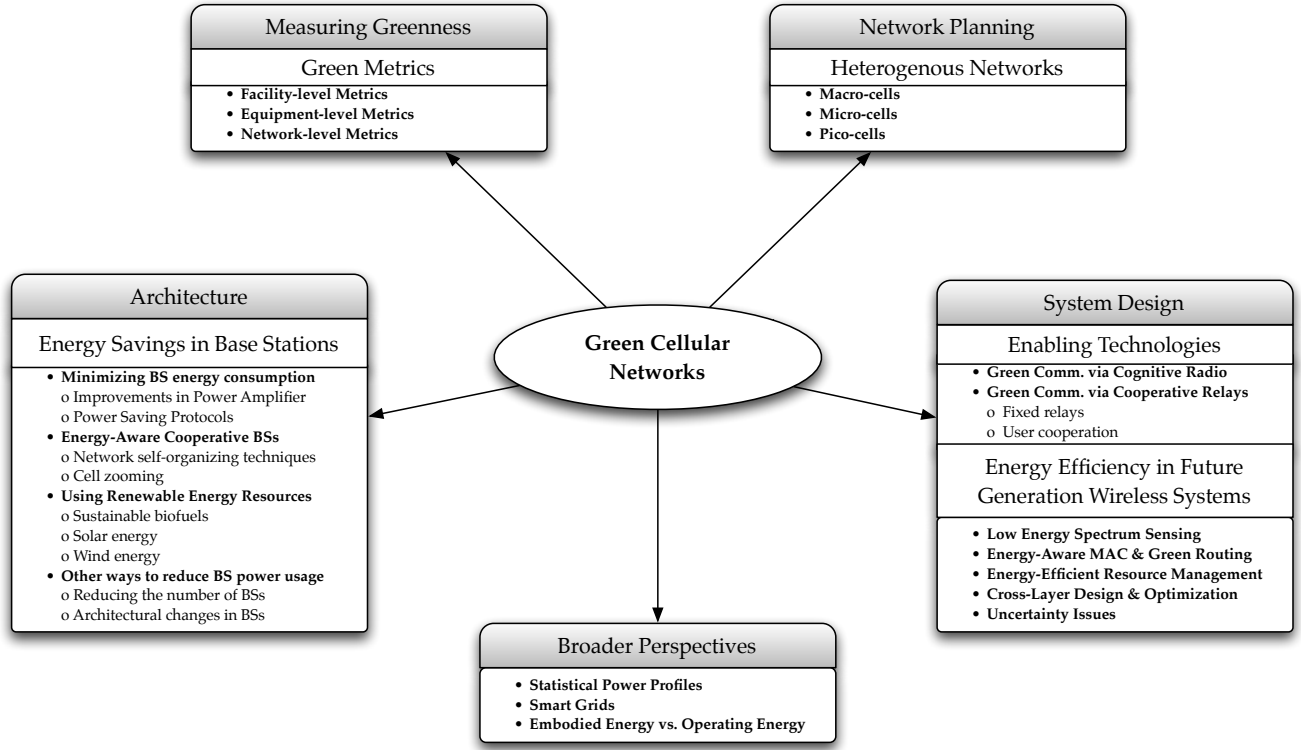 Measuring Greenness
Green Metrics
• Facility-level Metrics
• Equipment-level Metrics
• Network-level Metrics
Network Planning
Heterogenous Networks
• Macro-cells
• Micro-cells
• Pico-cells
Architecture
Energy Savings in Base Stations
• Minimizing BS energy consumption
o Improvements in Power Amplifier
o Power Saving Protocols
• Energy-Aware Cooperative BSs
o Network self-organizing techniques
o Cell zooming
• Using Renewable Energy Resources
o Sustainable biofuels
o Solar energy
o Wind energy
• Other ways to reduce BS power usage
o Reducing the number of BSs
o Architectural changes in BSs
Green Cellular
Networks
System Design
Enabling Technologies
• Green Comm. via Cognitive Radio
• Green Comm. via Cooperative Relays
o Fixed relays
o User cooperation
Energy Efficiency in Future
Generation Wireless Systems
• Low Energy Spectrum Sensing
• Energy-Aware MAC & Green Routing
• Energy-Efficient Resource Management
• Cross-Layer Design & Optimization
• Uncertainty Issues
Broader Perspectives
• Statistical Power Profiles
• Smart Grids
• Embodied Energy vs. Operating Energy